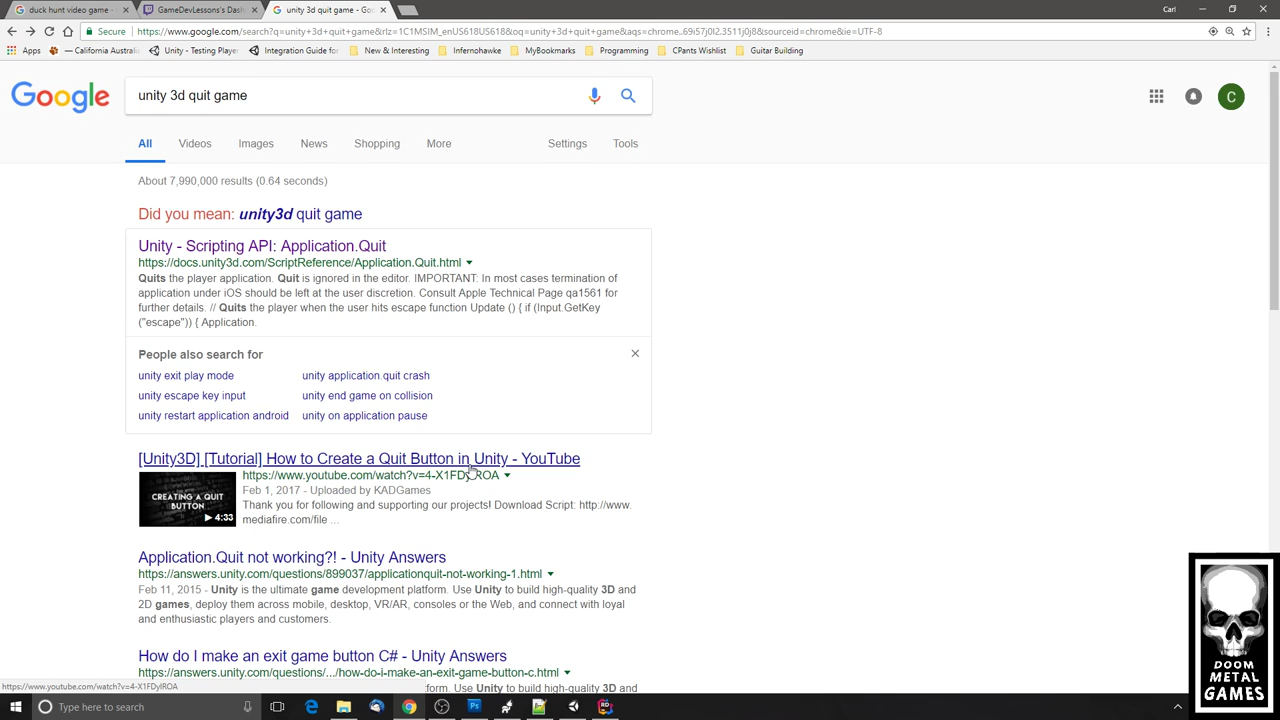 duck hunt video game -
GameDevLessons's Dash
unity 3d quit game - Goo
Carl
Secure
https://www.google.com/search?q=unity+3d+quit+game&rlz=1C1MSIM_enUS618US618&oq=unity+3d+quit+game&aqs=chrome..69i57j0l2.3511j0j8&sourceid=chrome&ie=UTF-8
Apps
— California Austral
Unity - Testing Player
Integration Guide for
New & Interesting
Infernohawke
MyBookmarks
Programming
CPants Wishlist
Guitar Building
Google
unity 3d quit game
C
All
Videos
Images
News
Shopping
More
Settings
Tools
About 7,990,000 results (0.64 seconds)
Did you mean: unity3d quit game
Unity - Scripting API: Application.Quit
https://docs.unity3d.com/ScriptReference/Application.Quit.html
Quits the player application. Quit is ignored in the editor. IMPORTANT: In most cases termination of
application under iOS should be left at the user discretion. Consult Apple Technical Page qa1561 for
further details. // Quits the player when the user hits escape function Update () { if (Input.GetKey
("escape")) { Application.
People also search for
unity exit play mode
unity application.quit crash
unity escape key input
unity end game on collision
unity restart application android
unity on application pause
[Unity3D] [Tutorial] How to Create a Quit Button in Unity - YouTube
https://www.youtube.com/watch?v=4-X1FDyIROA
CREATING A QUIT
BUTTON
4:33
Feb 1, 2017 - Uploaded by KADGames
Thank you for following and supporting our projects! Download Script: http://www.
mediafire.com/file ...
Application.Quit not working?! - Unity Answers
https://answers.unity.com/questions/899037/applicationquit-not-working-1.html
Feb 11, 2015 - Unity is the ultimate game development platform. Use Unity to build high-quality 3D and
2D games, deploy them across mobile, desktop, VR/AR, consoles or the Web, and connect with loyal
and enthusiastic players and customers.
How do I make an exit game button C# - Unity Answers
https://answers.unity.com/questions/.../how-do-i-make-an-exit-game-button-c.html
tform. Use Unity to build high-quality 3D and
https://www.youtube.com/watch?v=4-X1FDyIROA
DOOM
METAL
GAMES
Type here to search